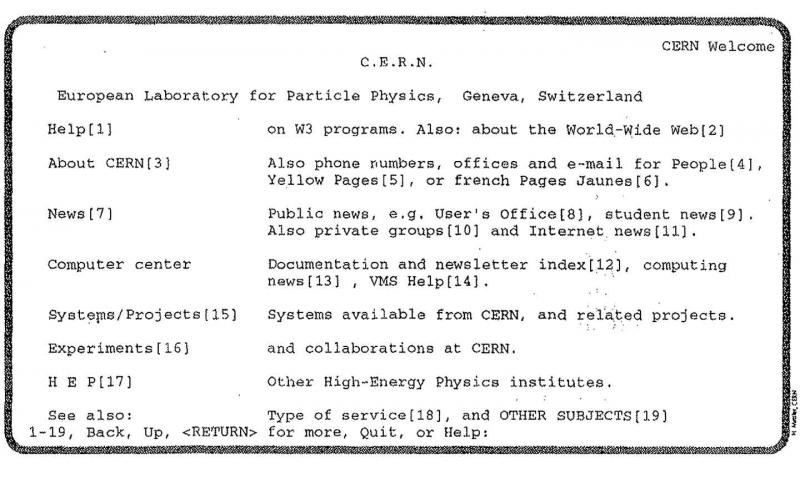 CERN Welcome
C.E.R.N.
European Laboratory for Particle Physics, Geneva, Switzerland
Help[1] on W3 programs. Also: about the World-Wide Web[2]
About CERN[3] Also phone numbers, offices and e-mail for People[4],
Yellow Pages[5], or french Pages Jaunes[6].
News[7] Public news, e.g. User's Office[8], student news[9].
Also private groups[10] and Internet news[11].
Computer center Documentation and newsletter index[12], computing
news[13] , VMS Help[14].
Systems/Projects[15] Systems available from CERN, and related projects.
Experiments[16] and collaborations at CERN.
H E P[17] Other High-Energy Physics institutes.
See also: Type of service[18], and OTHER SUBJECTS[19]
1-19, Back, Up, <RETURN> for more, Quit, or Help:
CERN